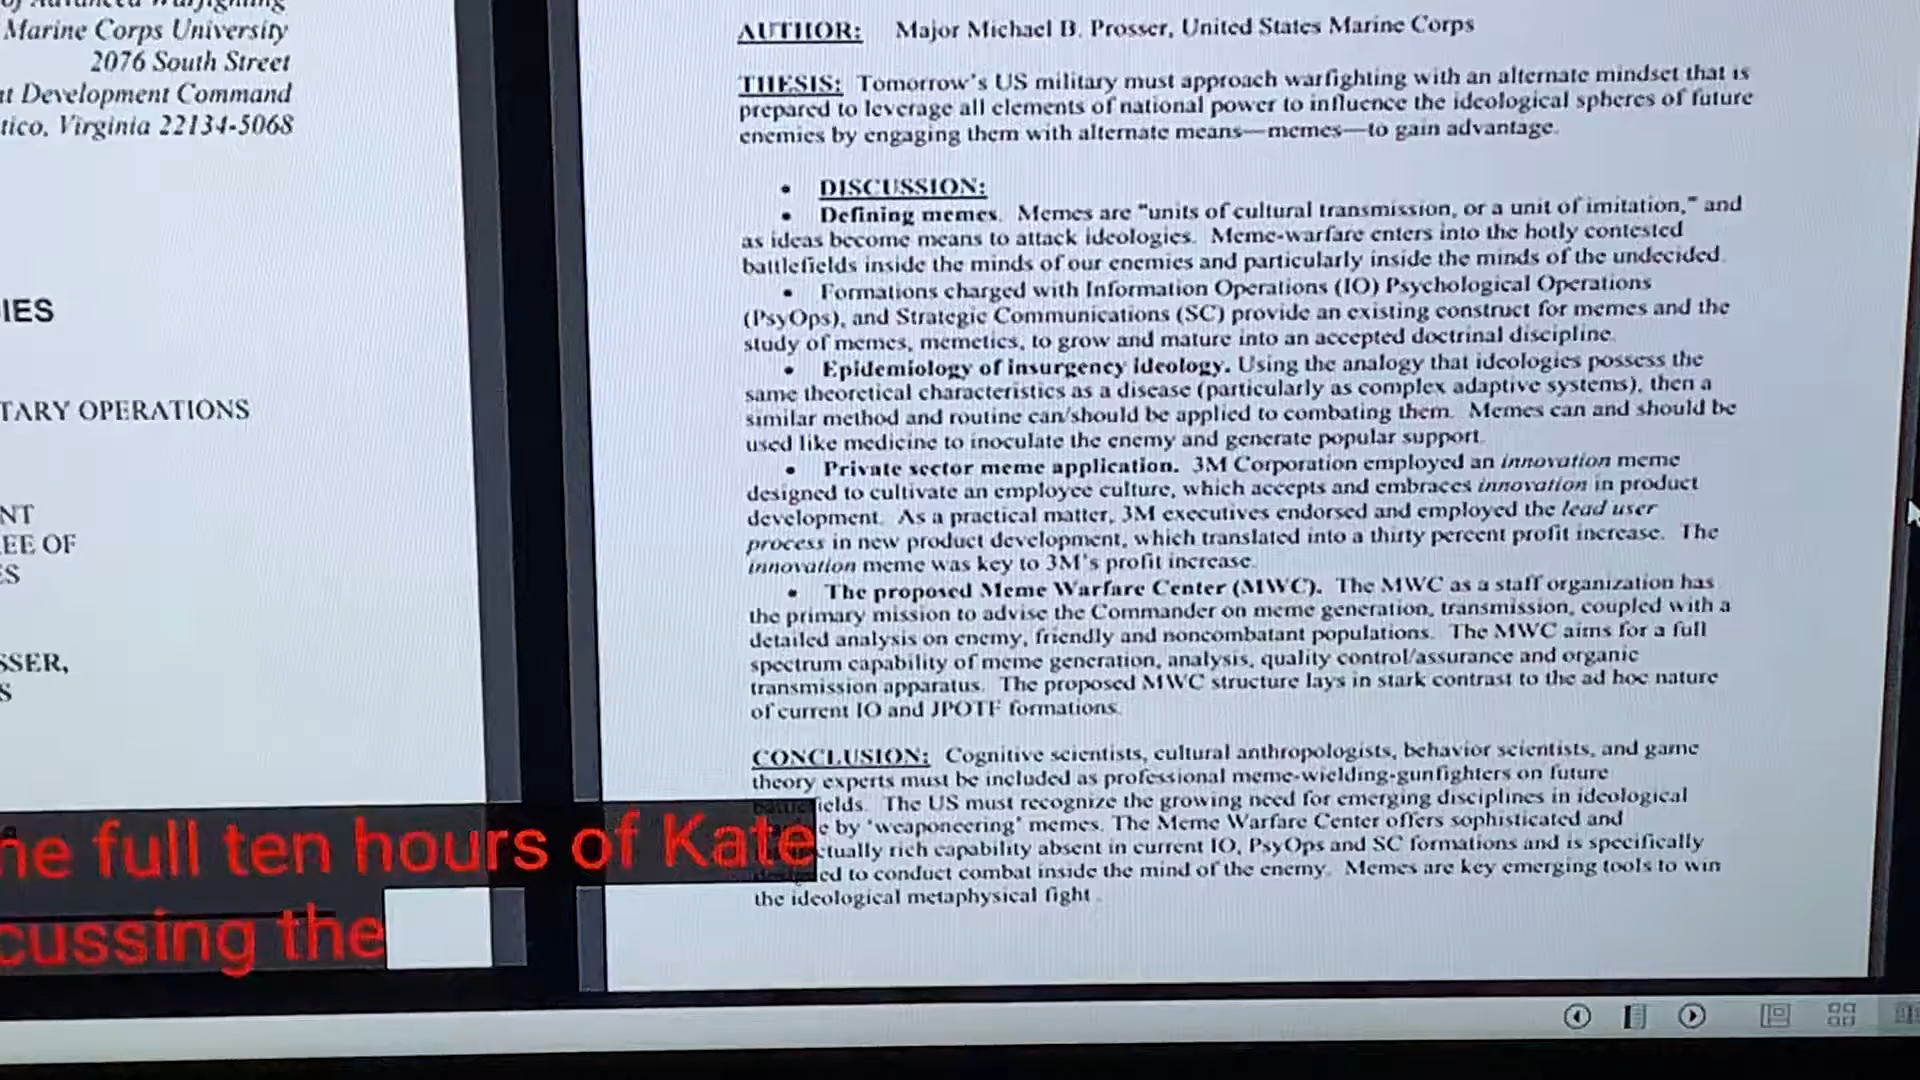 of Advanced Warfighting
Marine Corps University
2076 South Street
Development Command
Virginia 22134-5068
IES
TARY OPERATIONS
NT
EE OF
ES
SSER,
S
AUTHOR: Major Michael B. Prosser, United States Marine Corps
THESIS: Tomorrow's US military must approach warfighting with an alternate mindset that is
prepared to leverage all elements of national power to influence the ideological spheres of future
enemies by engaging them with alternate means—memes—to gain advantage.
• DISCUSSION:
• Defining memes. Memes are "units of cultural transmission, or a unit of imitation," and
as ideas become means to attack ideologies. Meme-warfare enters into the hotly contested
battlefields inside the minds of our enemies and particularly inside the minds of the undecided.
• Formations charged with Information Operations (IO) Psychological Operations
(PsyOps), and Strategic Communications (SC) provide an existing construct for memes and the
study of memes, memetics, to grow and mature into an accepted doctrinal discipline.
• Epidemiology of insurgency ideology. Using the analogy that ideologies possess the
same theoretical characteristics as a disease (particularly as complex adaptive systems), then a
similar method and routine can/should be applied to combating them. Memes can and should be
used like medicine to inoculate the enemy and generate popular support.
• Private sector meme application. 3M Corporation employed an innovation meme
designed to cultivate an employee culture, which accepts and embraces innovation in product
development. As a practical matter, 3M executives endorsed and employed the lead user
process in new product development, which translated into a thirty percent profit increase. The
innovation meme was key to 3M's profit increase.
• The proposed Meme Warfare Center (MWC). The MWC as a staff organization has
the primary mission to advise the Commander on meme generation, transmission, coupled with a
detailed analysis on enemy, friendly and noncombatant populations. The MWC aims for a full
spectrum capability of meme generation, analysis, quality control/assurance and organic
transmission apparatus. The proposed MWC structure lays in stark contrast to the ad hoc nature
of current IO and JPOTF formations.
CONCLUSION: Cognitive scientists, cultural anthropologists, behavior scientists, and game
theory experts must be included as professional meme-wielding-gunfighters on future
ields. The US must recognize the growing need for emerging disciplines in ideological
e by 'weaponeering' memes. The Meme Warfare Center offers sophisticated and
ctually rich capability absent in current IO, PsyOps and SC formations and is specifically
ed to conduct combat inside the mind of the enemy. Memes are key emerging tools to win
the ideological metaphysical fight.
he full ten hours of Kate
cussing the